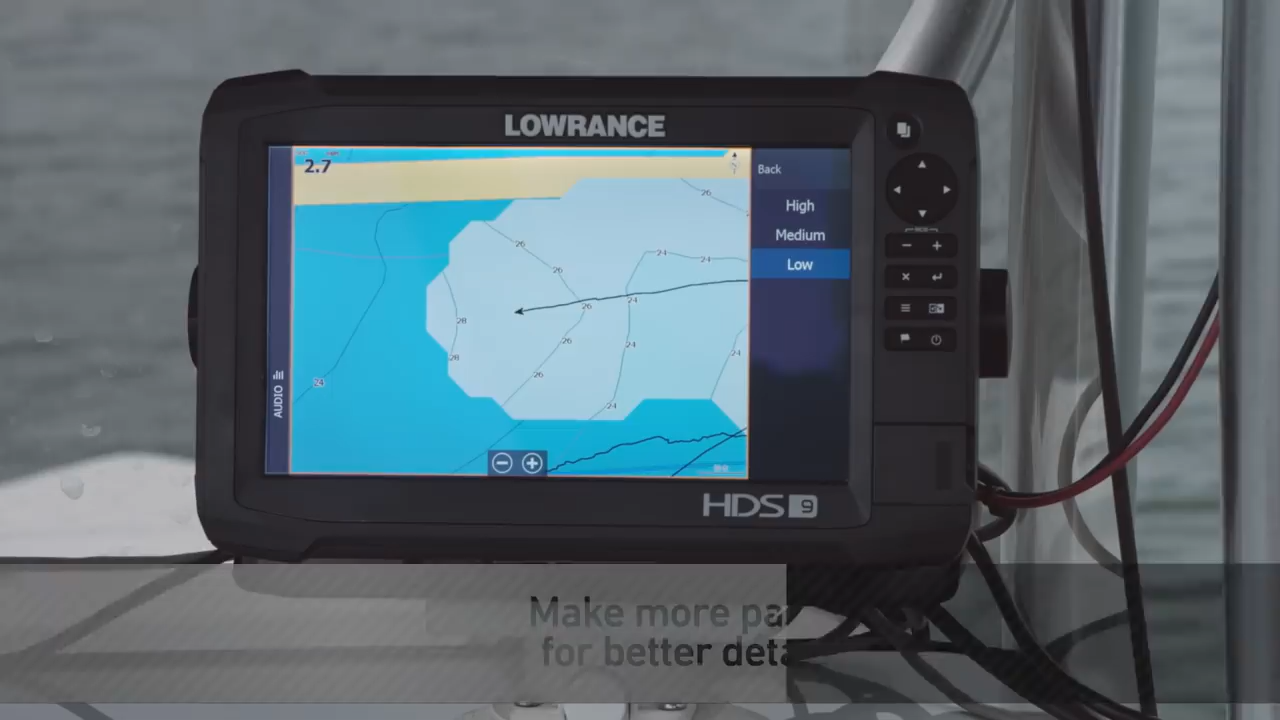 LOWRANCE
2.7
Back
High
Medium
Low
26
26
24
24
26
24
26
28
26
24
28
24
26
24
24
AUDIO
HDS 9
Make more pa
for better deta